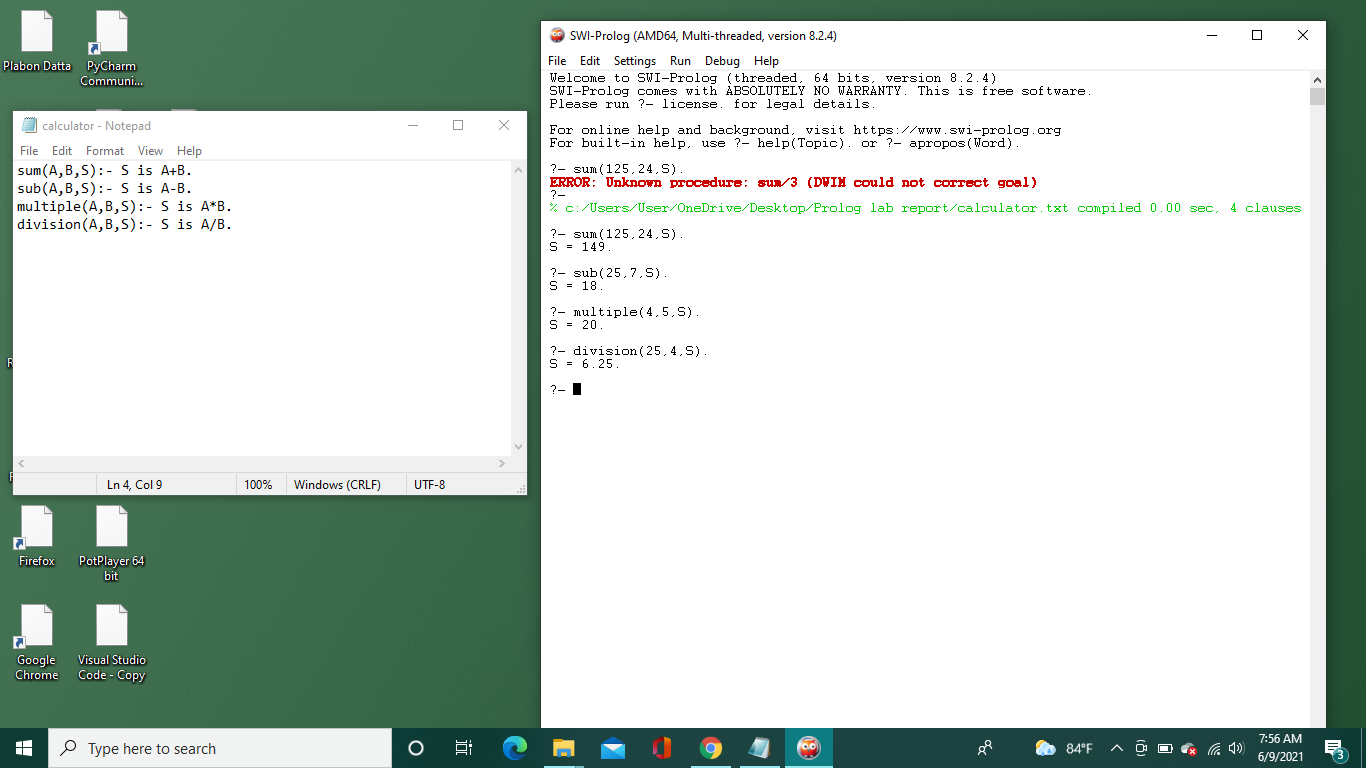 Plabon Datta
PyCharm
Communi...
calculator - Notepad
File Edit Format View Help
sum(A,B,S):- S is A+B.
sub(A,B,S):- S is A-B.
multiple(A,B,S):- S is A*B.
division(A,B,S):- S is A/B.
Ln 4, Col 9 100% Windows (CRLF) UTF-8
Firefox
PotPlayer 64
bit
Google
Chrome
Visual Studio
Code - Copy
SWI-Prolog (AMD64, Multi-threaded, version 8.2.4)
File Edit Settings Run Debug Help
Welcome to SWI-Prolog (threaded, 64 bits, version 8.2.4)
SWI-Prolog comes with ABSOLUTELY NO WARRANTY. This is free software.
Please run ?- license. for legal details.
For online help and background, visit https://www.swi-prolog.org
For built-in help, use ?- help(Topic). or ?- apropos(Word).
?- sum(125,24,S).
ERROR: Unknown procedure: sum/3 (DWIM could not correct goal)
?-
% c:/Users/User/OneDrive/Desktop/Prolog lab report/calculator.txt compiled 0.00 sec, 4 clauses
?- sum(125,24,S).
S = 149.
?- sub(25,7,S).
S = 18.
?- multiple(4,5,S).
S = 20.
?- division(25,4,S).
S = 6.25.
?-
Type here to search
84°F
7:56 AM
6/9/2021
3